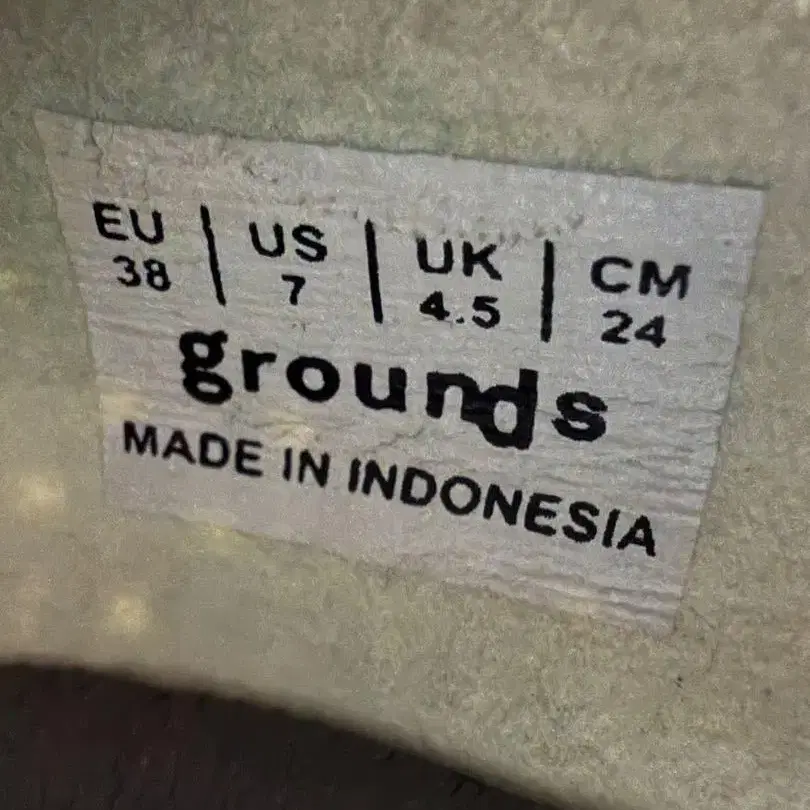 EU | US | UK | CM
38 | 7 | 4.5 | 24
grounds
MADE IN INDONESIA